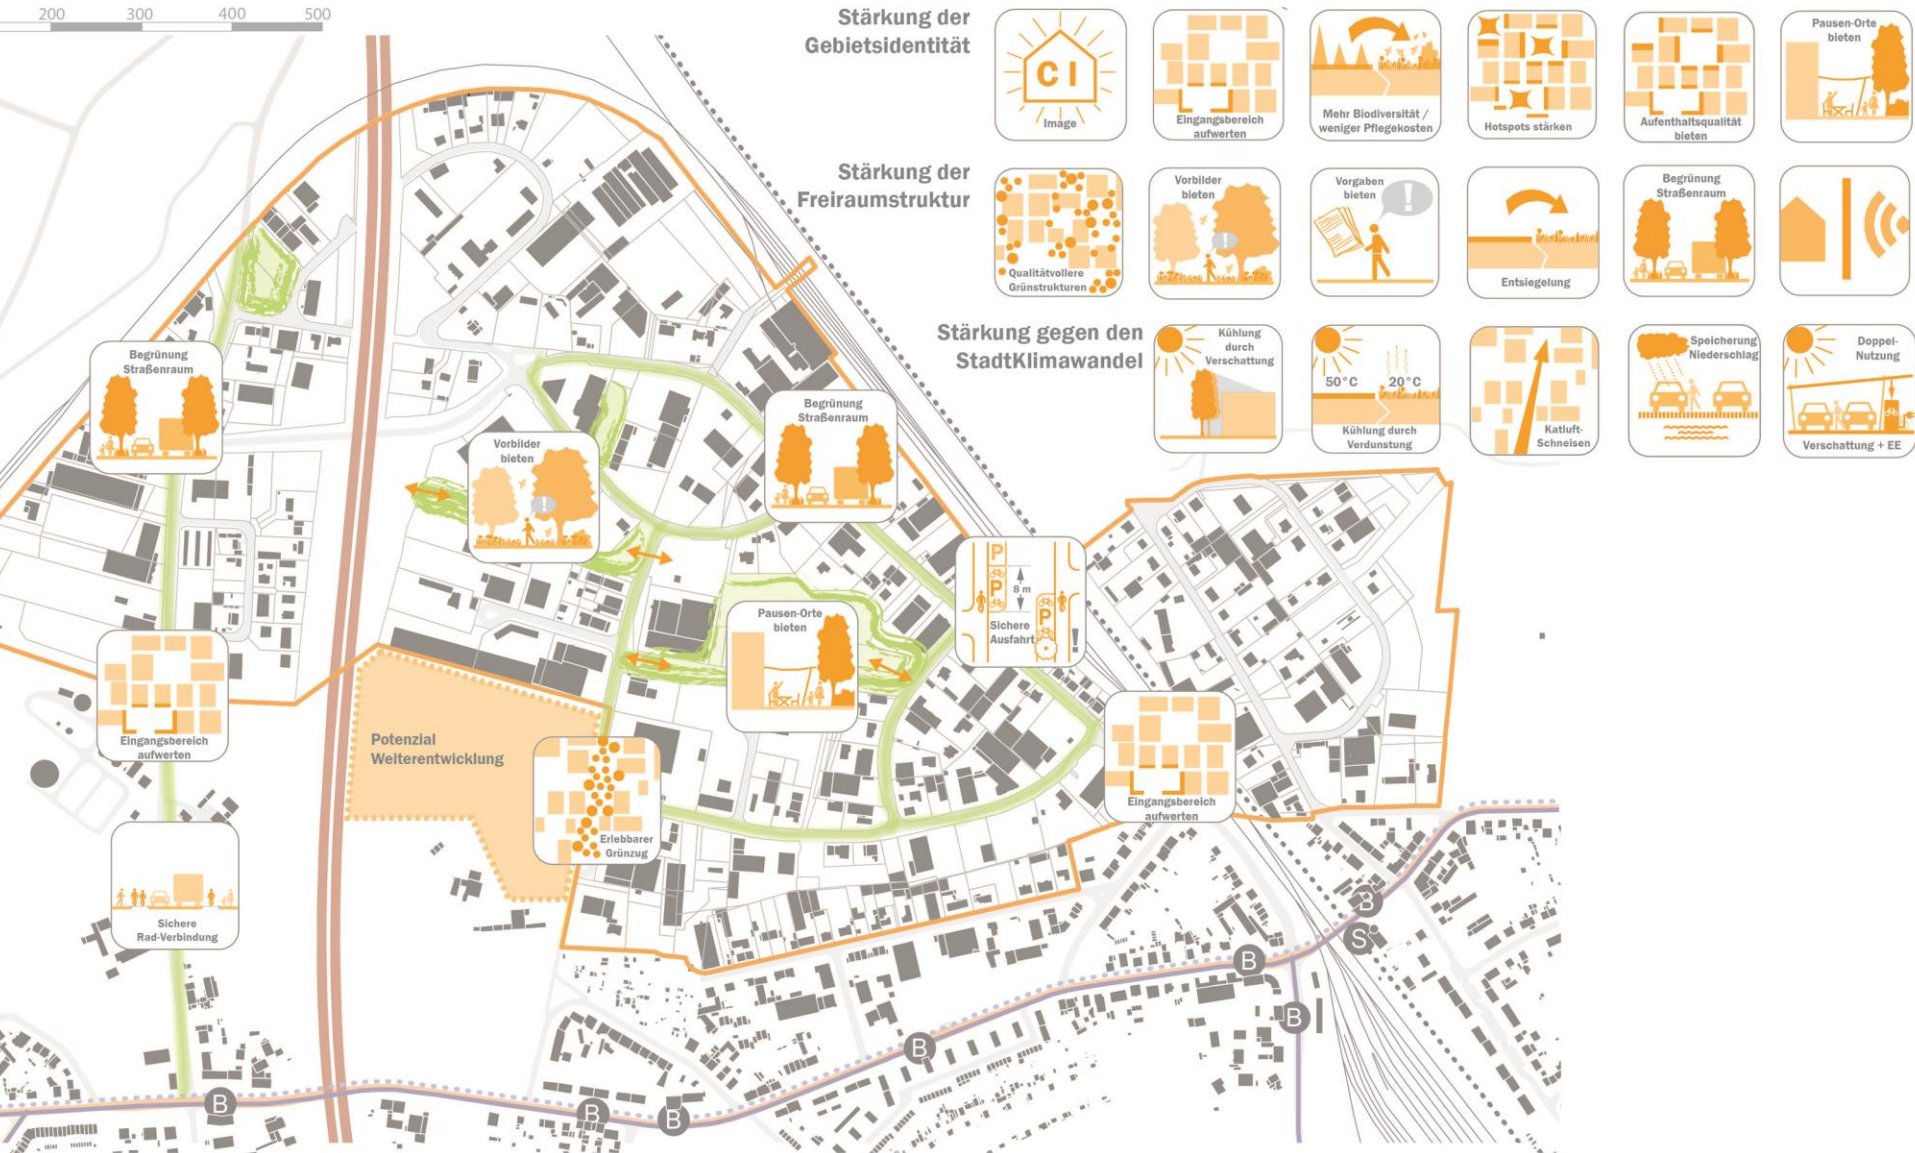 200 300 400 500
Stärkung der
Gebietsidentität
C I
Image
Eingangsbereich
aufwerten
Mehr Biodiversität /
weniger Pflegekosten
Hotspots stärken
Aufenthaltsqualität
bieten
Pausen-Orte
bieten
Stärkung der
Freiraumstruktur
Qualitätvollere
Grünstrukturen
Vorbilder
bieten
!
Vorgaben
bieten
!
Entsiegelung
Begrünung
Straßenraum
Stärkung gegen den
StadtKlimawandel
Kühlung
durch
Verschattung
50°C 20°C
Kühlung durch
Verdunstung
Katluft-
Schneisen
Speicherung
Niederschlag
Doppel-
Nutzung
Verschattung + EE
Begrünung
Straßenraum
Begrünung
Straßenraum
Vorbilder
bieten
!
P
P
8 m
P
Sichere
Ausfahrt
!
Pausen-Orte
bieten
Eingangsbereich
aufwerten
Potenzial
Weiterentwicklung
Erlebbarer
Grünzug
Eingangsbereich
aufwerten
Sichere
Rad-Verbindung
B
S
B
B
B
B
B
B